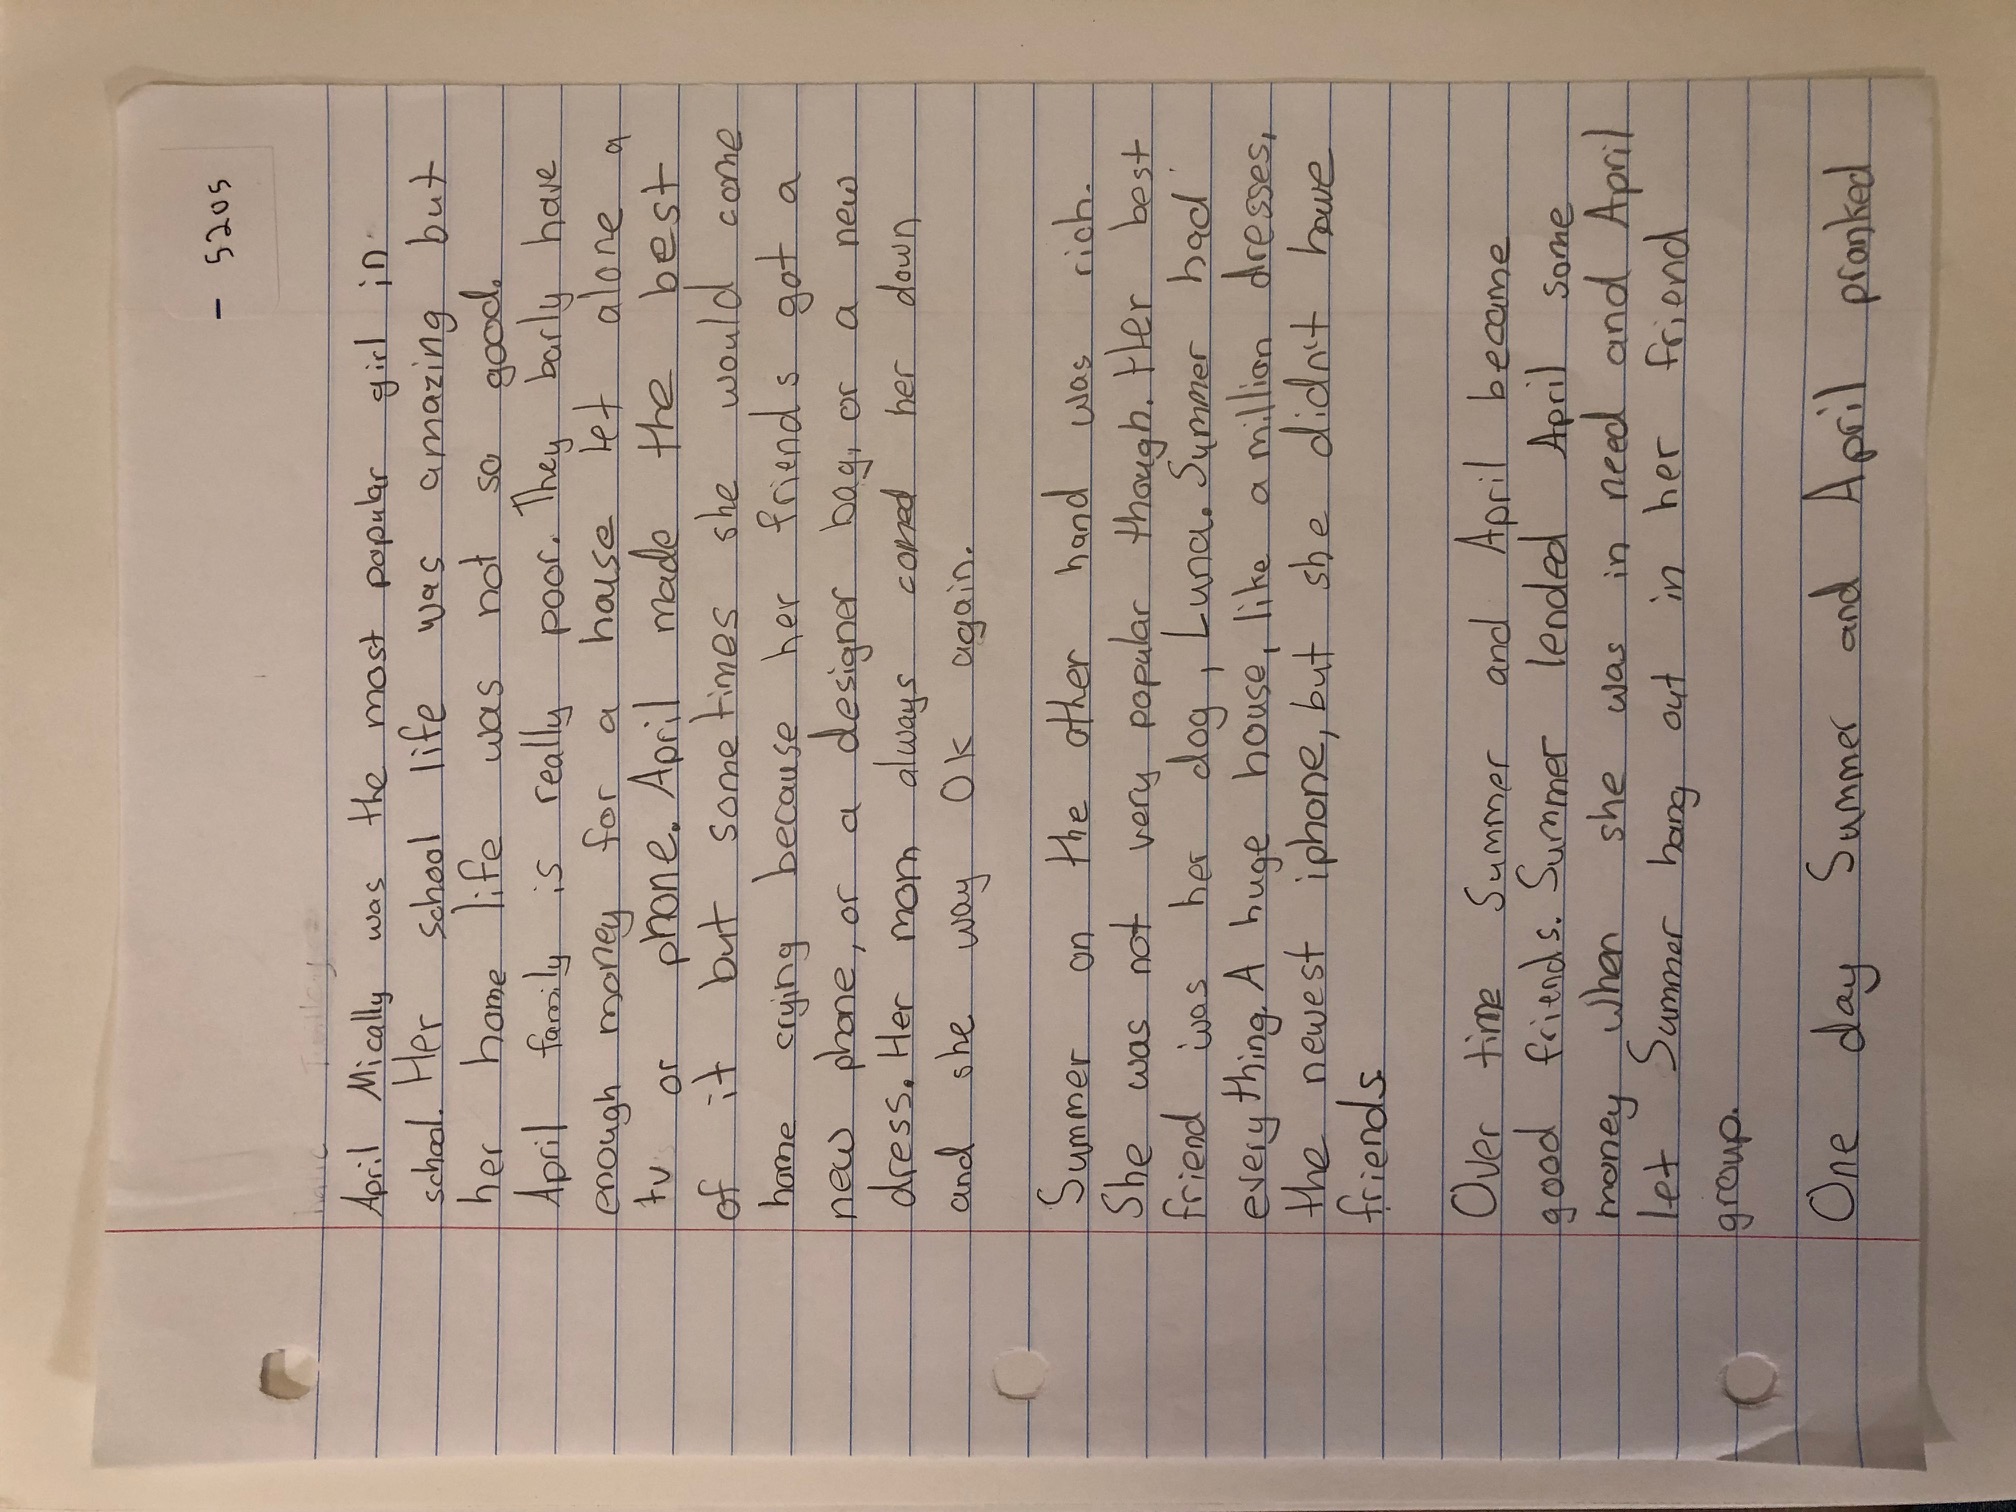 - 5205
April Mically was the most popular girl in
school. Her school life was amazing but
her home life was not so good.
April family is really poor. They barly have
enough money for a house let alone a
tv or phone. April made the best
of it but sometimes she would come
home crying because her friends got a
new phone, or a designer bag, or a new
dress. Her mom always comed her down
and she way OK again.
Summer on the other hand was rich.
She was not very popular though. Her best
friend was her dog, Luna. Summer had
everything. A huge house, like a million dresses,
the newest iphone, but she didn't have
friends
Over time Summer and April became
good friends. Summer lended April some
money when she was in need and April
let Summer hang out in her friend
group.
One day Summer and April pranked